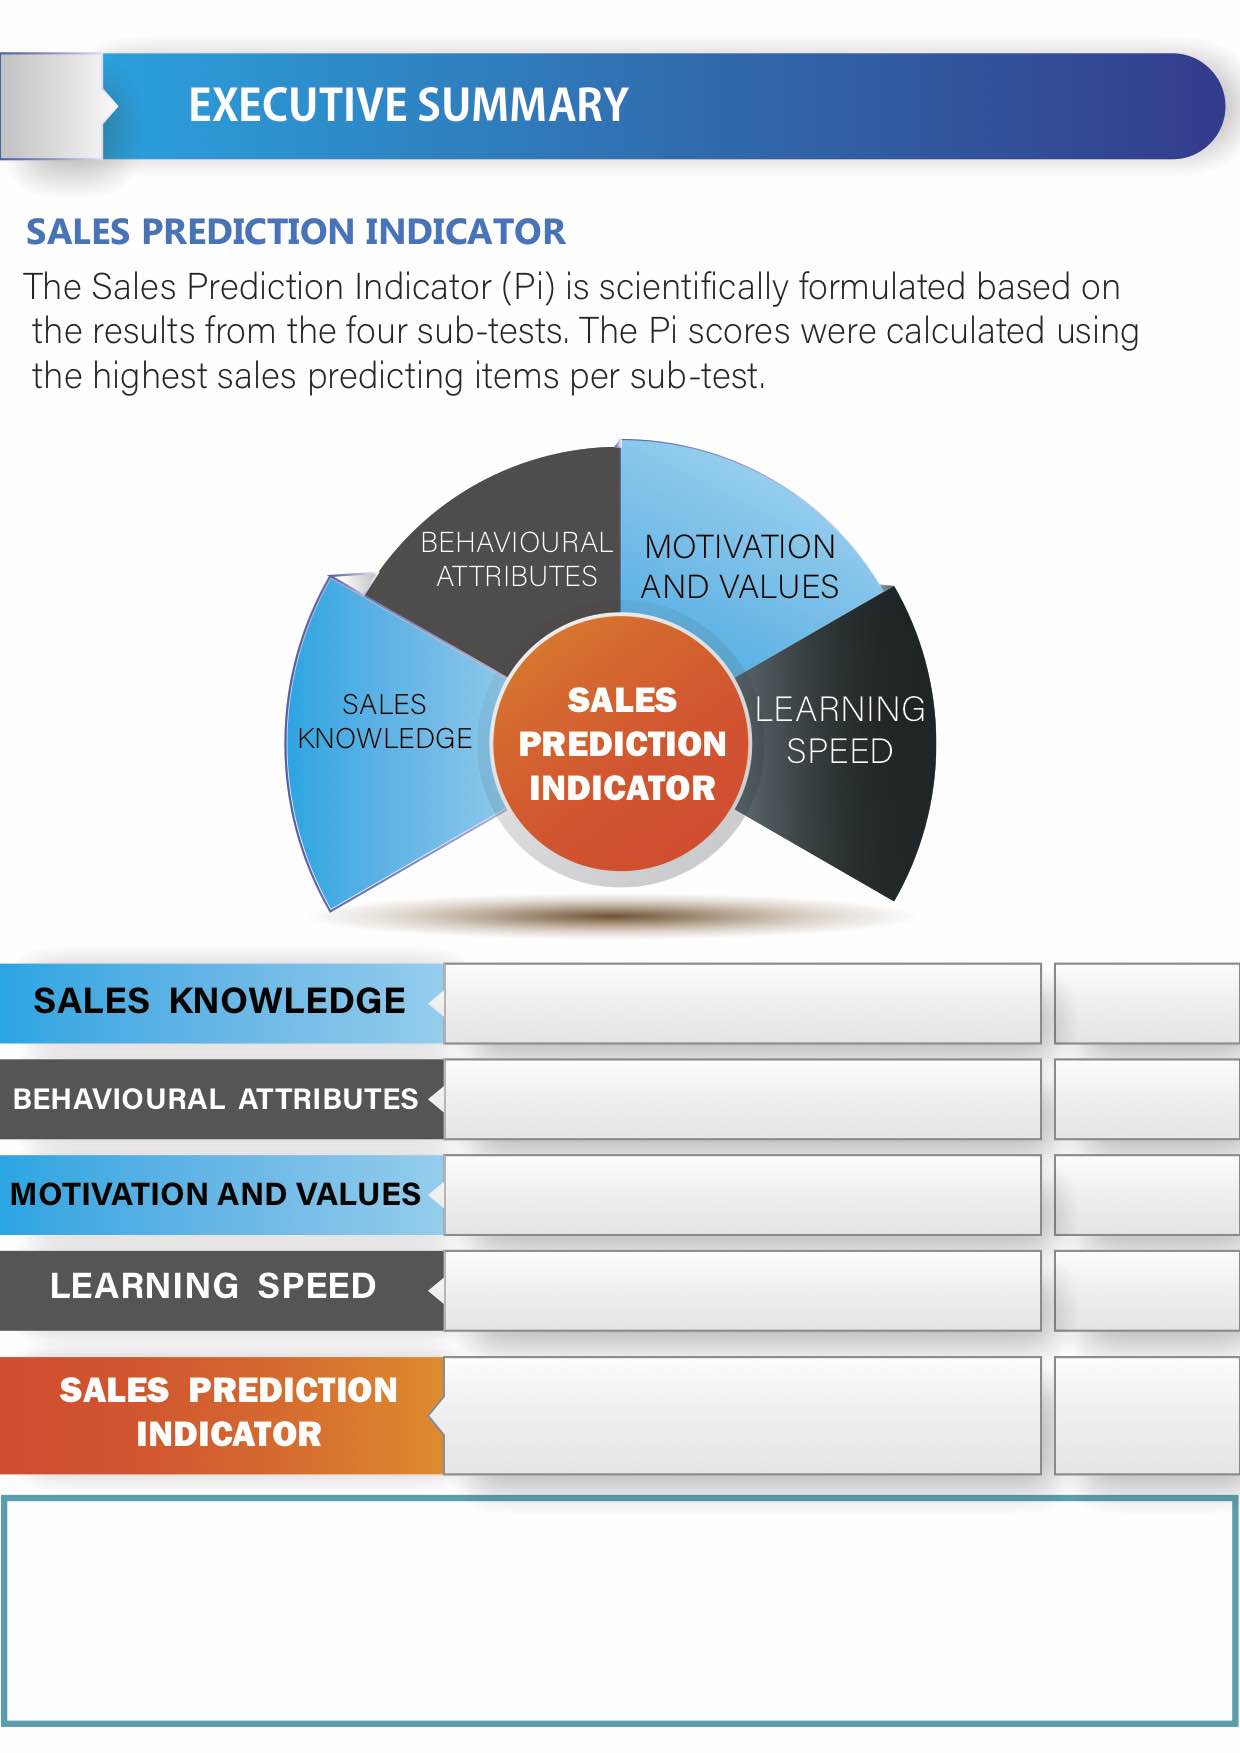 EXECUTIVE SUMMARY
SALES PREDICTION INDICATOR
The Sales Prediction Indicator (Pi) is scientifically formulated based on
the results from the four sub-tests. The Pi scores were calculated using
the highest sales predicting items per sub-test.
BEHAVIOURAL
ATTRIBUTES
MOTIVATION
AND VALUES
SALES
KNOWLEDGE
SALES
PREDICTION
INDICATOR
LEARNING
SPEED
SALES KNOWLEDGE
BEHAVIOURAL ATTRIBUTES
MOTIVATION AND VALUES
LEARNING SPEED
SALES PREDICTION
INDICATOR